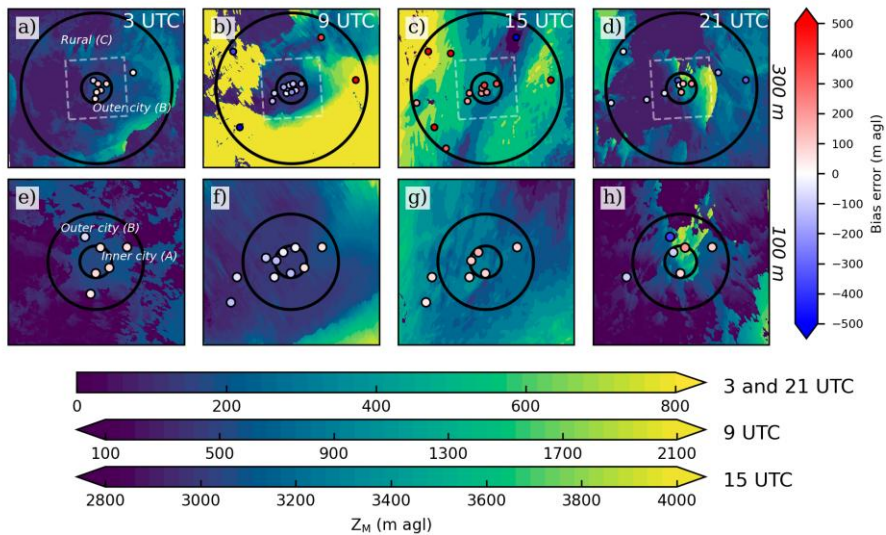 a) 3 UTC
Rural (C)
Outer city (B)
b) 9 UTC
c) 15 UTC
d) 21 UTC
300 m
e)
Outer city (B)
Inner city (A)
f)
g)
h)
100 m
500
400
300
200
100
0
−100
−200
−300
−400
−500
Bias error (m agl)
0 200 400 600 800
3 and 21 UTC
100 500 900 1300 1700 2100
9 UTC
2800 3000 3200 3400 3600 3800 4000
15 UTC
Z_M (m agl)